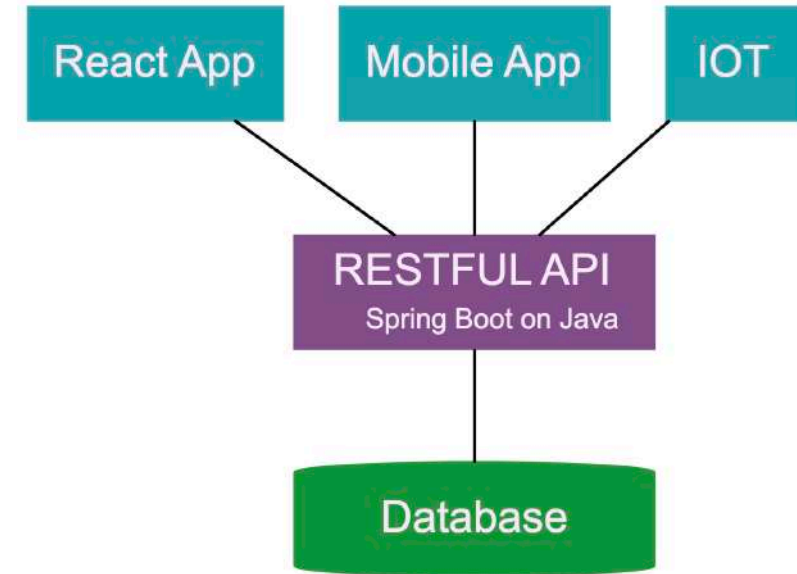 React App
Mobile App
IOT
RESTFUL API
Spring Boot on Java
Database